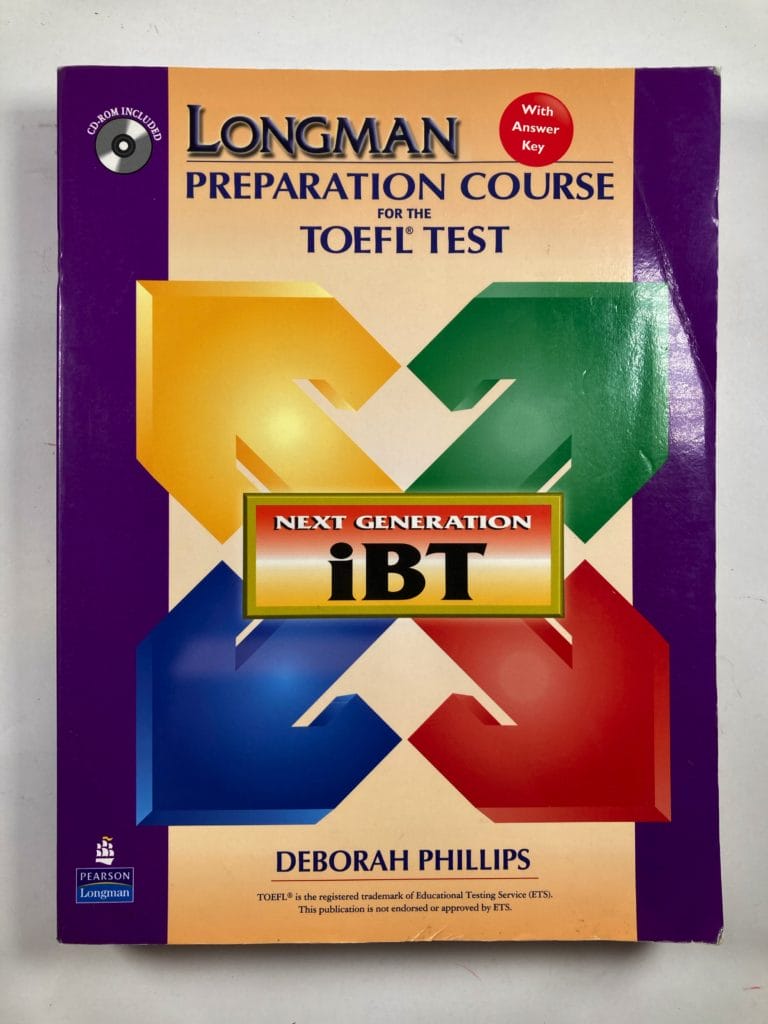 CD-ROM INCLUDED
LONGMAN
With
Answer
Key
PREPARATION COURSE
FOR THE
TOEFL® TEST
NEXT GENERATION
iBT
DEBORAH PHILLIPS
PEARSON
Longman
TOEFL® is the registered trademark of Educational Testing Service (ETS).
This publication is not endorsed or approved by ETS.